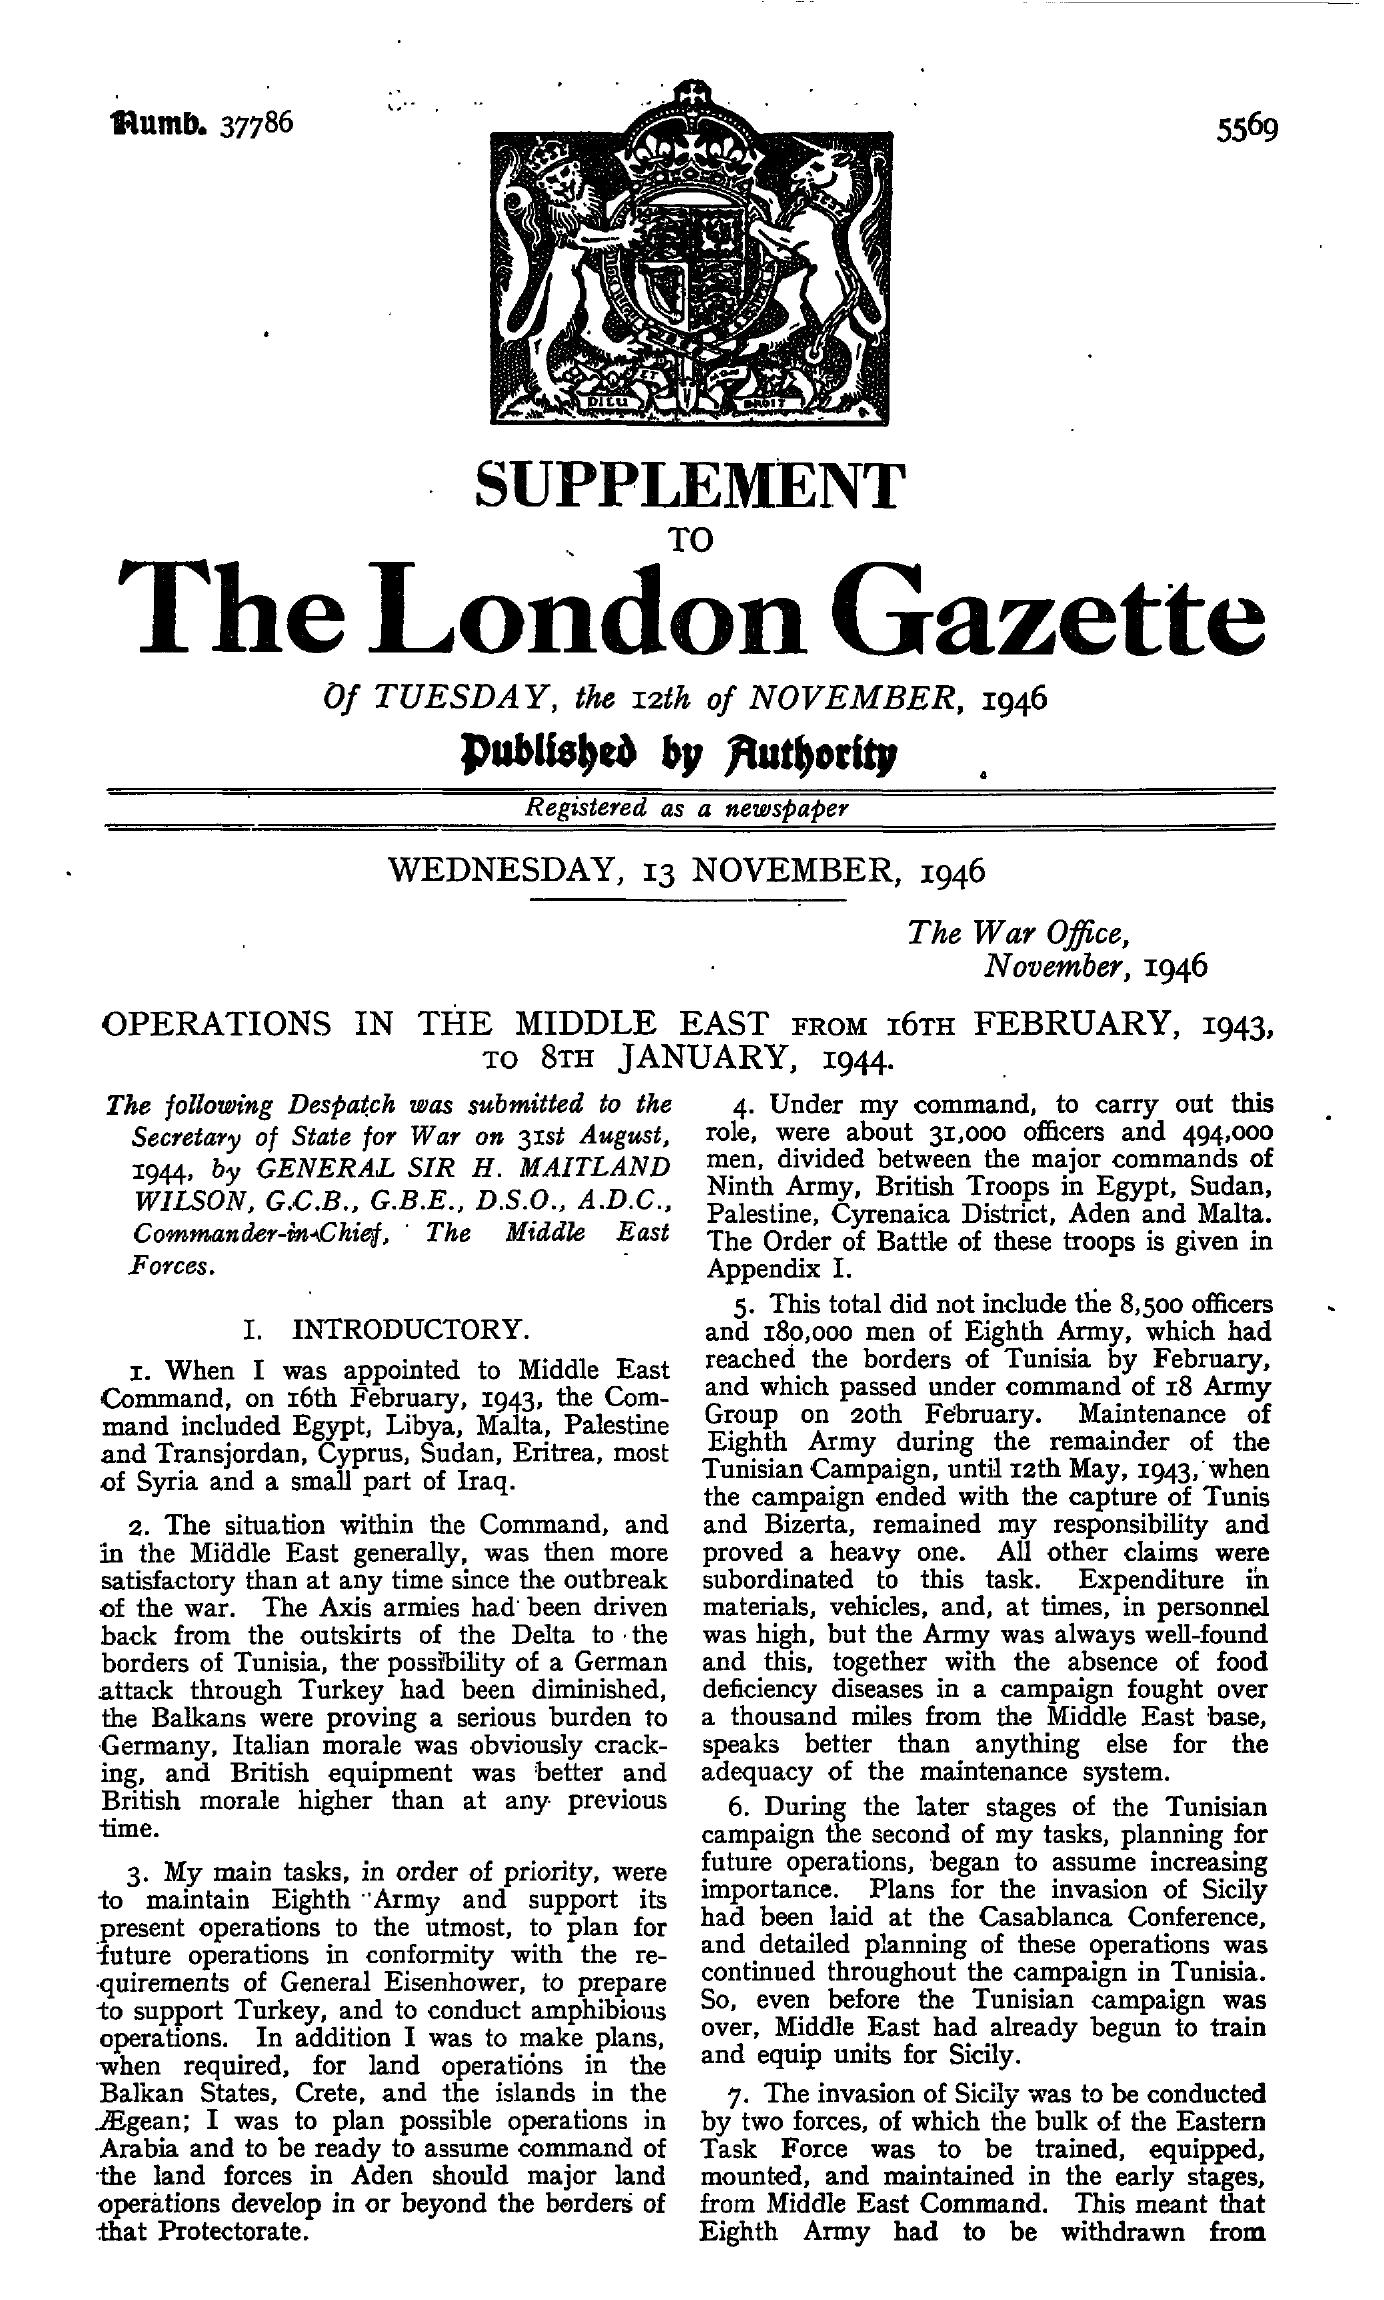 Numb. 37786
5569
DIEU ET MON DROIT
SUPPLEMENT
TO
The London Gazette
Of TUESDAY, the 12th of NOVEMBER, 1946
Published by Authority
Registered as a newspaper
WEDNESDAY, 13 NOVEMBER, 1946
The War Office,
November, 1946
OPERATIONS IN THE MIDDLE EAST FROM 16TH FEBRUARY, 1943,
TO 8TH JANUARY, 1944.
The following Despatch was submitted to the
Secretary of State for War on 31st August,
1944, by GENERAL SIR H. MAITLAND
WILSON, G.C.B., G.B.E., D.S.O., A.D.C.,
Commander-in-Chief, The Middle East
Forces.
I. INTRODUCTORY.
1. When I was appointed to Middle East
Command, on 16th February, 1943, the Com-
mand included Egypt, Libya, Malta, Palestine
and Transjordan, Cyprus, Sudan, Eritrea, most
of Syria and a small part of Iraq.
2. The situation within the Command, and
in the Middle East generally, was then more
satisfactory than at any time since the outbreak
of the war. The Axis armies had been driven
back from the outskirts of the Delta to the
borders of Tunisia, the possibility of a German
attack through Turkey had been diminished,
the Balkans were proving a serious burden to
Germany, Italian morale was obviously crack-
ing, and British equipment was better and
British morale higher than at any previous
time.
3. My main tasks, in order of priority, were
to maintain Eighth Army and support its
present operations to the utmost, to plan for
future operations in conformity with the re-
quirements of General Eisenhower, to prepare
to support Turkey, and to conduct amphibious
operations. In addition I was to make plans,
when required, for land operations in the
Balkan States, Crete, and the islands in the
Ægean; I was to plan possible operations in
Arabia and to be ready to assume command of
the land forces in Aden should major land
operations develop in or beyond the borders of
that Protectorate.
4. Under my command, to carry out this
role, were about 31,000 officers and 494,000
men, divided between the major commands of
Ninth Army, British Troops in Egypt, Sudan,
Palestine, Cyrenaica District, Aden and Malta.
The Order of Battle of these troops is given in
Appendix I.
5. This total did not include the 8,500 officers
and 180,000 men of Eighth Army, which had
reached the borders of Tunisia by February,
and which passed under command of 18 Army
Group on 20th February. Maintenance of
Eighth Army during the remainder of the
Tunisian Campaign, until 12th May, 1943, when
the campaign ended with the capture of Tunis
and Bizerta, remained my responsibility and
proved a heavy one. All other claims were
subordinated to this task. Expenditure in
materials, vehicles, and, at times, in personnel
was high, but the Army was always well-found
and this, together with the absence of food
deficiency diseases in a campaign fought over
a thousand miles from the Middle East base,
speaks better than anything else for the
adequacy of the maintenance system.
6. During the later stages of the Tunisian
campaign the second of my tasks, planning for
future operations, began to assume increasing
importance. Plans for the invasion of Sicily
had been laid at the Casablanca Conference,
and detailed planning of these operations was
continued throughout the campaign in Tunisia.
So, even before the Tunisian campaign was
over, Middle East had already begun to train
and equip units for Sicily.
7. The invasion of Sicily was to be conducted
by two forces, of which the bulk of the Eastern
Task Force was to be trained, equipped,
mounted, and maintained in the early stages,
from Middle East Command. This meant that
Eighth Army had to be withdrawn from